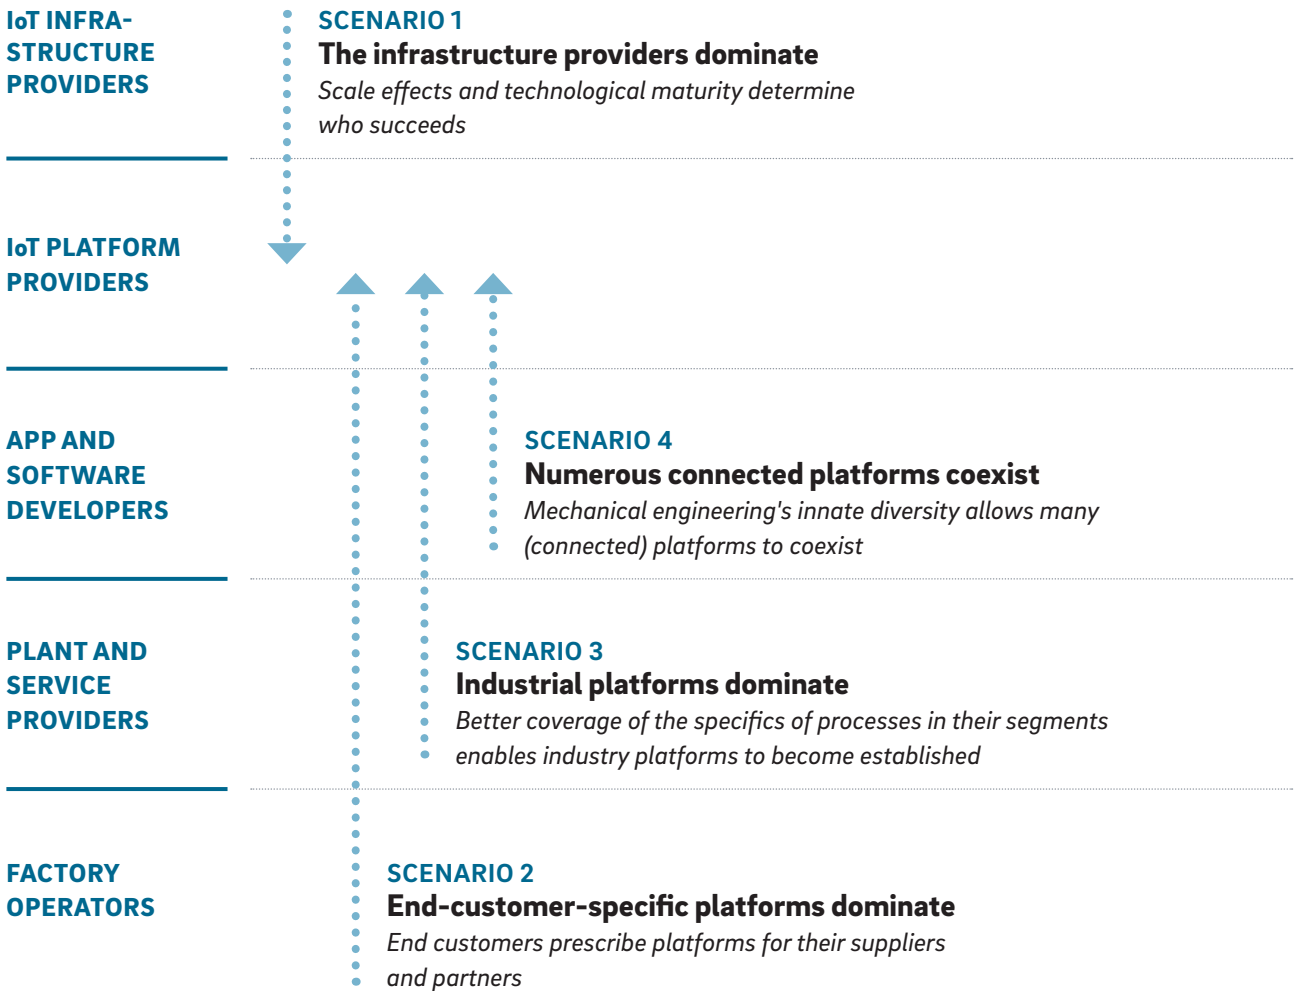 IoT INFRA-
STRUCTURE
PROVIDERS
SCENARIO 1
The infrastructure providers dominate
Scale effects and technological maturity determine
who succeeds
IoT PLATFORM
PROVIDERS
APP AND
SOFTWARE
DEVELOPERS
SCENARIO 4
Numerous connected platforms coexist
Mechanical engineering's innate diversity allows many
(connected) platforms to coexist
PLANT AND
SERVICE
PROVIDERS
SCENARIO 3
Industrial platforms dominate
Better coverage of the specifics of processes in their segments
enables industry platforms to become established
FACTORY
OPERATORS
SCENARIO 2
End-customer-specific platforms dominate
End customers prescribe platforms for their suppliers
and partners